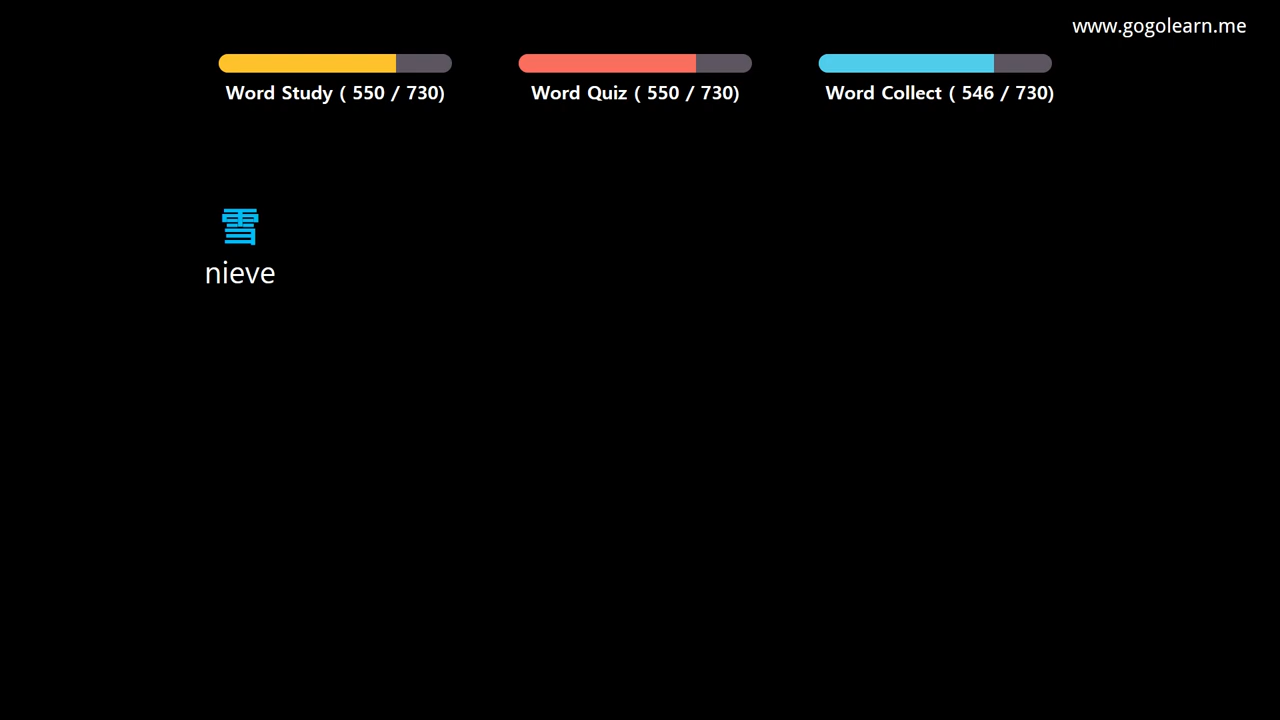 www.gogolearn.me
Word Study ( 550 / 730)
Word Quiz ( 550 / 730)
Word Collect ( 546 / 730)
雪
nieve